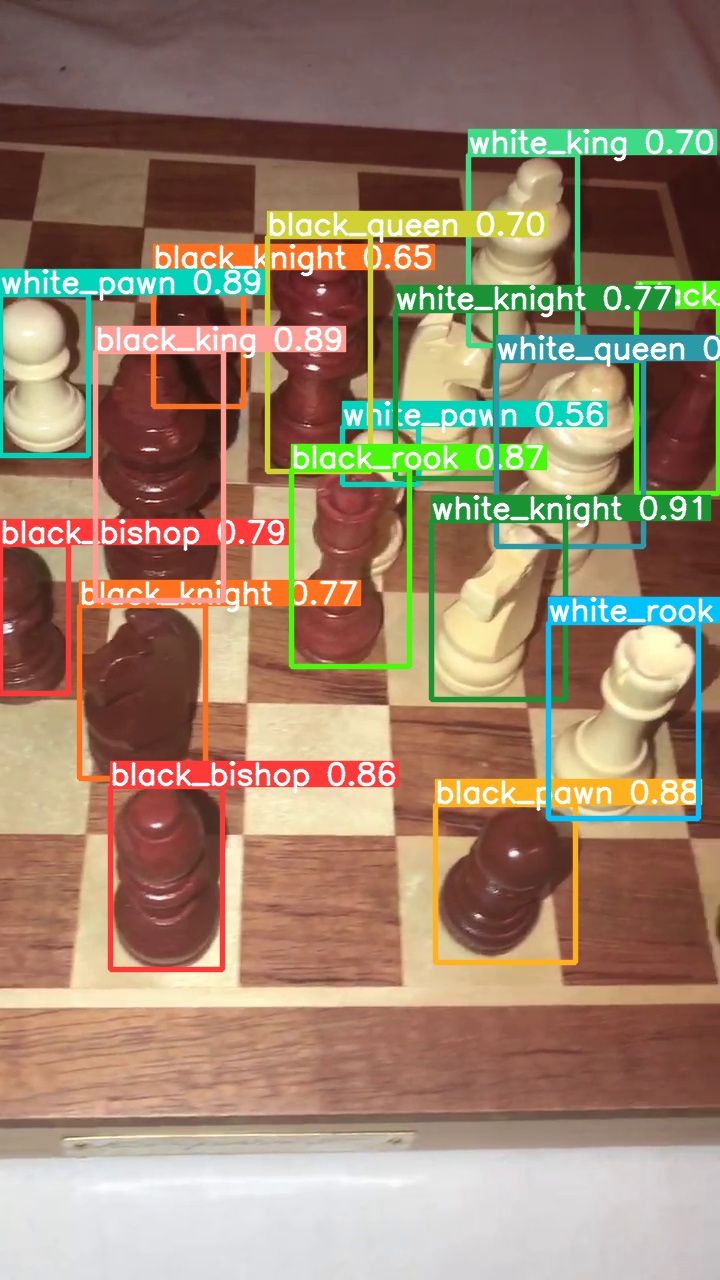 white_king 0.70
black_queen 0.70
black_knight 0.65
white_pawn 0.89
white_knight 0.77
black_king 0.89
white_queen 0
white_pawn 0.56
black_rook 0.87
white_knight 0.91
black_bishop 0.79
black_knight 0.77
white_rook
black_bishop 0.86
black_pawn 0.88